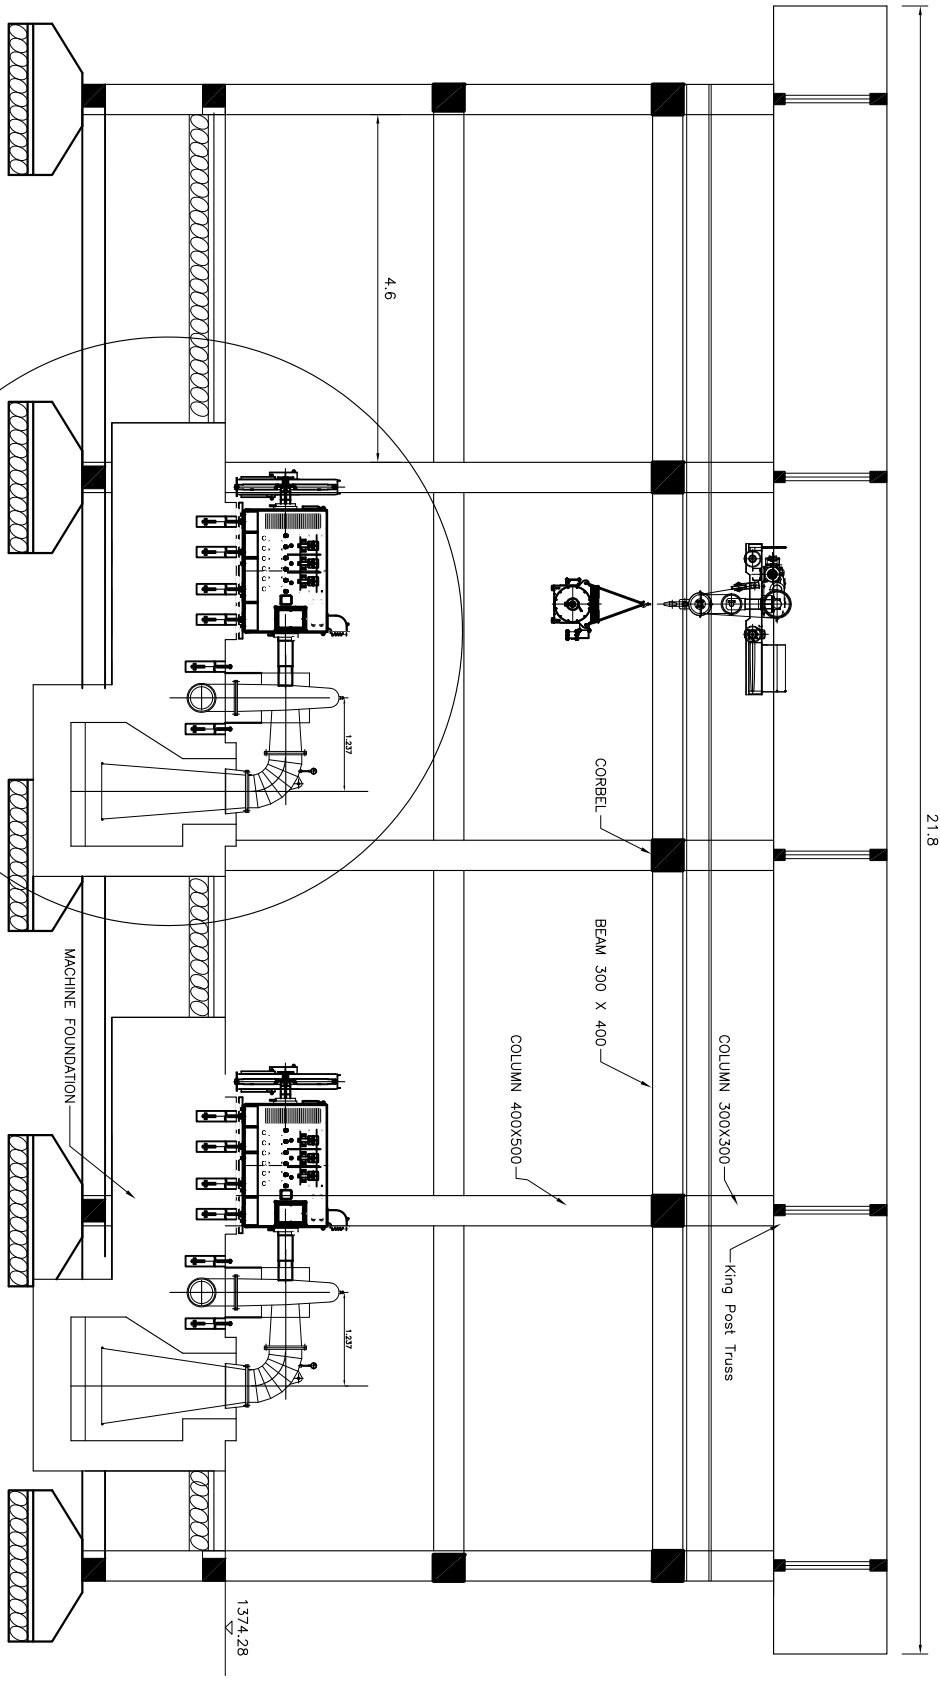 21.8
4.6
CORBEL
BEAM 300 X 400
COLUMN 400X500
COLUMN 300X300
King Post Truss
1.237
1.237
MACHINE FOUNDATION
1374.28